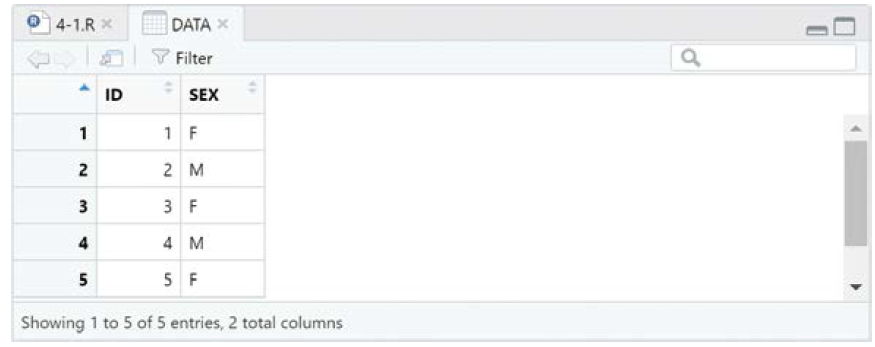 4-1.R × DATA ×
Filter
ID SEX
1 1 F
2 2 M
3 3 F
4 4 M
5 5 F
Showing 1 to 5 of 5 entries, 2 total columns